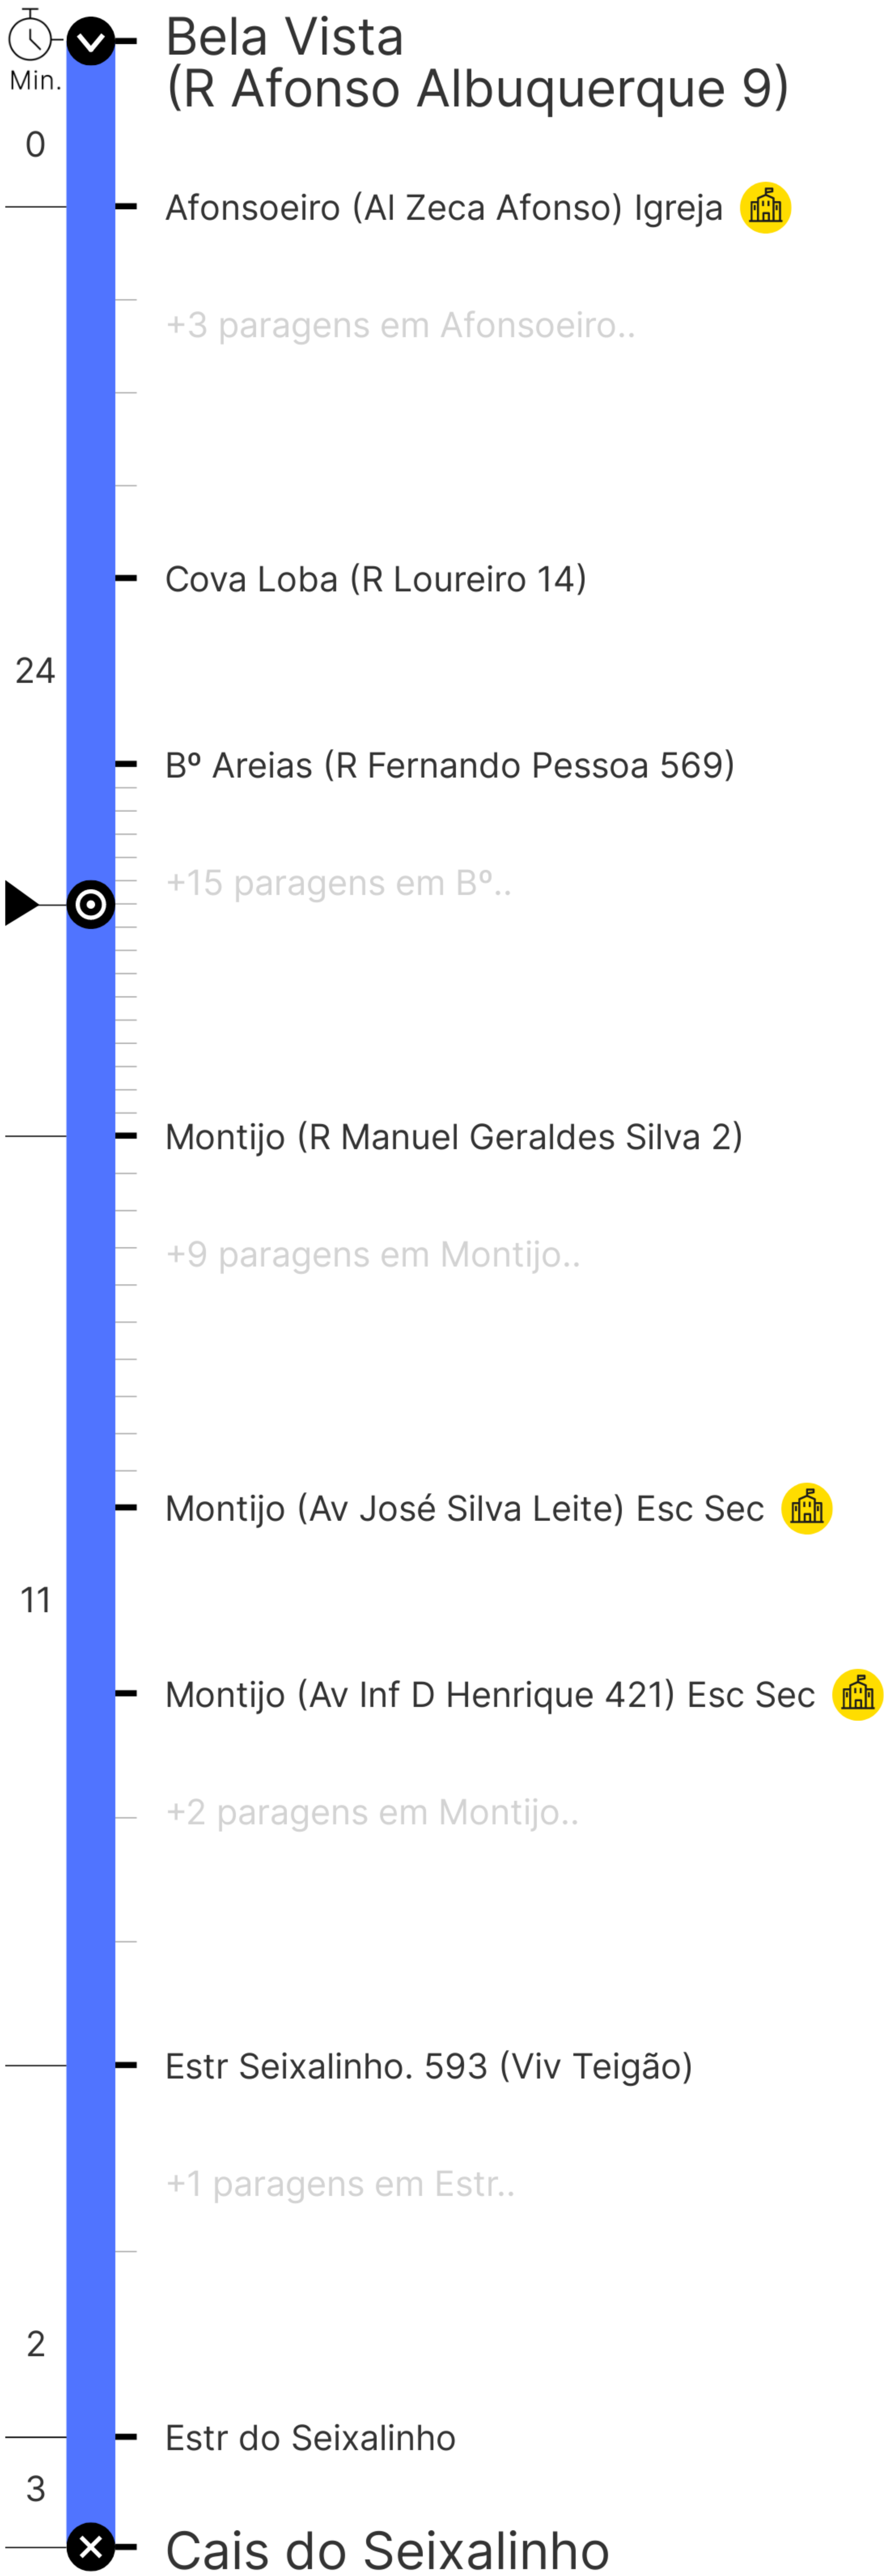 Min.
Bela Vista
(R Afonso Albuquerque 9)
0
Afonsoeiro (Al Zeca Afonso) Igreja
+3 paragens em Afonsoeiro..
Cova Loba (R Loureiro 14)
24
Bº Areias (R Fernando Pessoa 569)
+15 paragens em Bº..
Montijo (R Manuel Geraldes Silva 2)
+9 paragens em Montijo..
Montijo (Av José Silva Leite) Esc Sec
11
Montijo (Av Inf D Henrique 421) Esc Sec
+2 paragens em Montijo..
Estr Seixalinho. 593 (Viv Teigão)
+1 paragens em Estr..
2
Estr do Seixalinho
3
Cais do Seixalinho